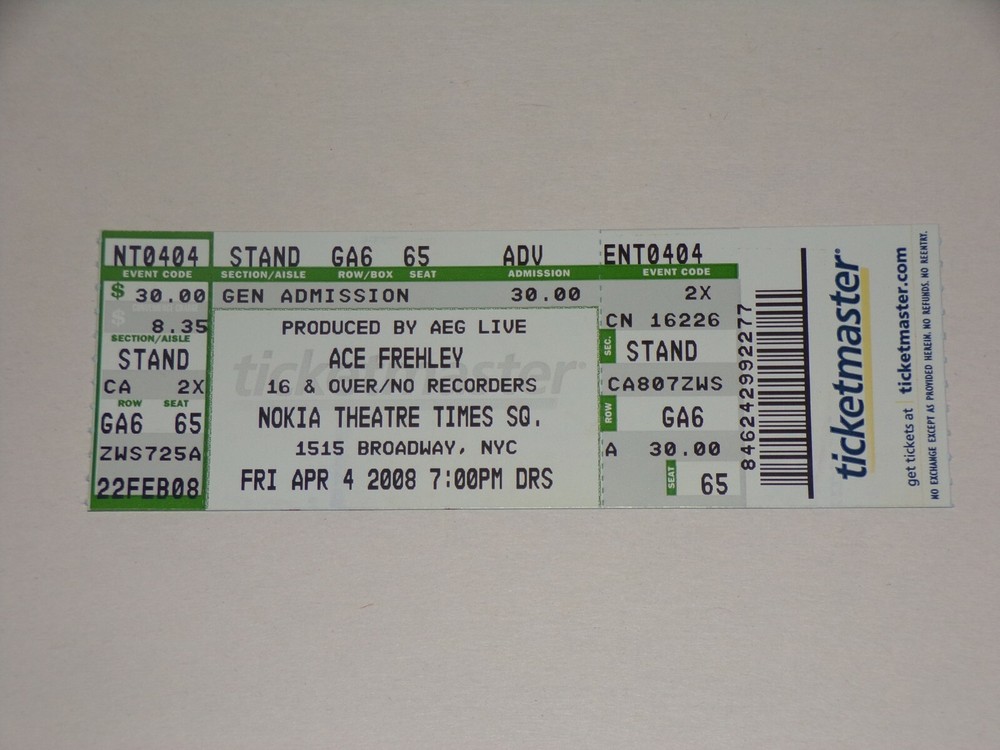 NT0404
EVENT CODE
$ 30.00
$ 8.35
SECTION/AISLE
STAND
CA 2X
ROW SEAT
GA6 65
ZWS725A
22FEB08
STAND GA6 65 ADV
SECTION/AISLE ROW/BOX SEAT ADMISSION
GEN ADMISSION 30.00
PRODUCED BY AEG LIVE
ACE FREHLEY
16 & OVER/NO RECORDERS
NOKIA THEATRE TIMES SQ.
1515 BROADWAY, NYC
FRI APR 4 2008 7:00PM DRS
ticketmaster
ENT0404
EVENT CODE
2X
CN 16226
SEC. STAND
CA807ZWS
ROW GA6
A 30.00
SEAT 65
846242992277
ticketmaster®
get tickets at ticketmaster.com
NO EXCHANGE EXCEPT AS PROVIDED HEREIN. NO REFUNDS. NO REENTRY.